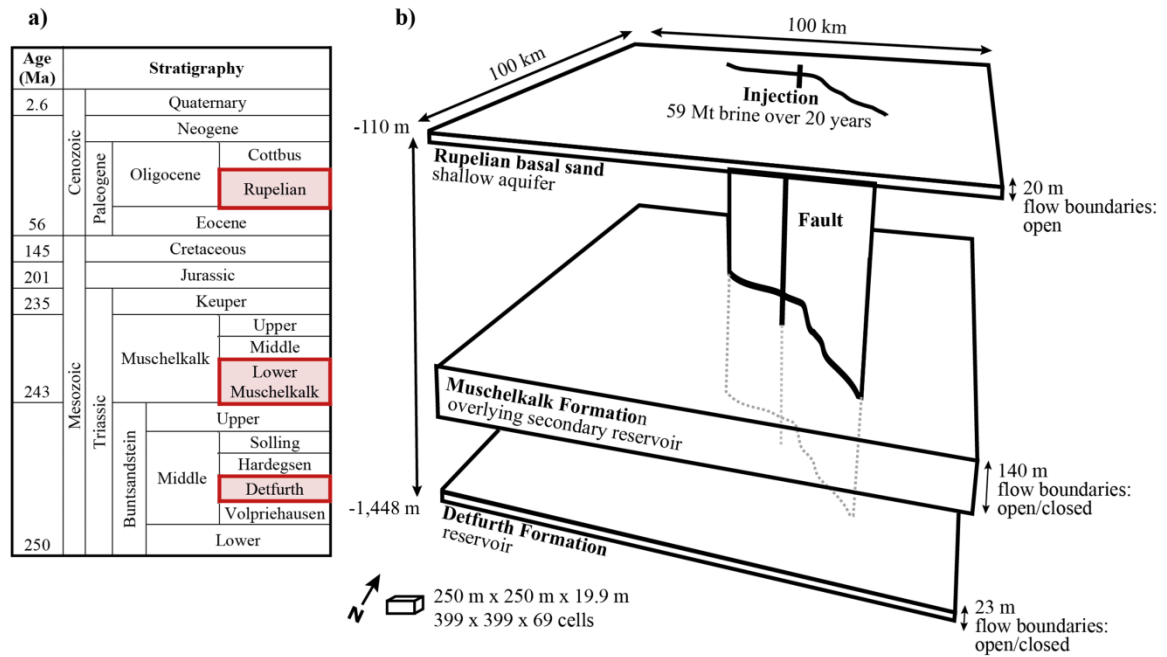 a)
Age
(Ma)
Stratigraphy
2.6
Quaternary
Neogene
Cenozoic
Paleogene
Oligocene
Cottbus
Rupelian
56
Eocene
145
Cretaceous
201
Jurassic
235
Keuper
Mesozoic
Triassic
Muschelkalk
Upper
Middle
Lower
Muschelkalk
243
Buntsandstein
Upper
Middle
Solling
Hardegsen
Detfurth
Volpriehausen
250
Lower
b)
100 km
100 km
Injection
59 Mt brine over 20 years
-110 m
Rupelian basal sand
shallow aquifer
20 m
flow boundaries:
open
Fault
Muschelkalk Formation
overlying secondary reservoir
140 m
flow boundaries:
open/closed
-1,448 m
Detfurth Formation
reservoir
23 m
flow boundaries:
open/closed
N
250 m x 250 m x 19.9 m
399 x 399 x 69 cells